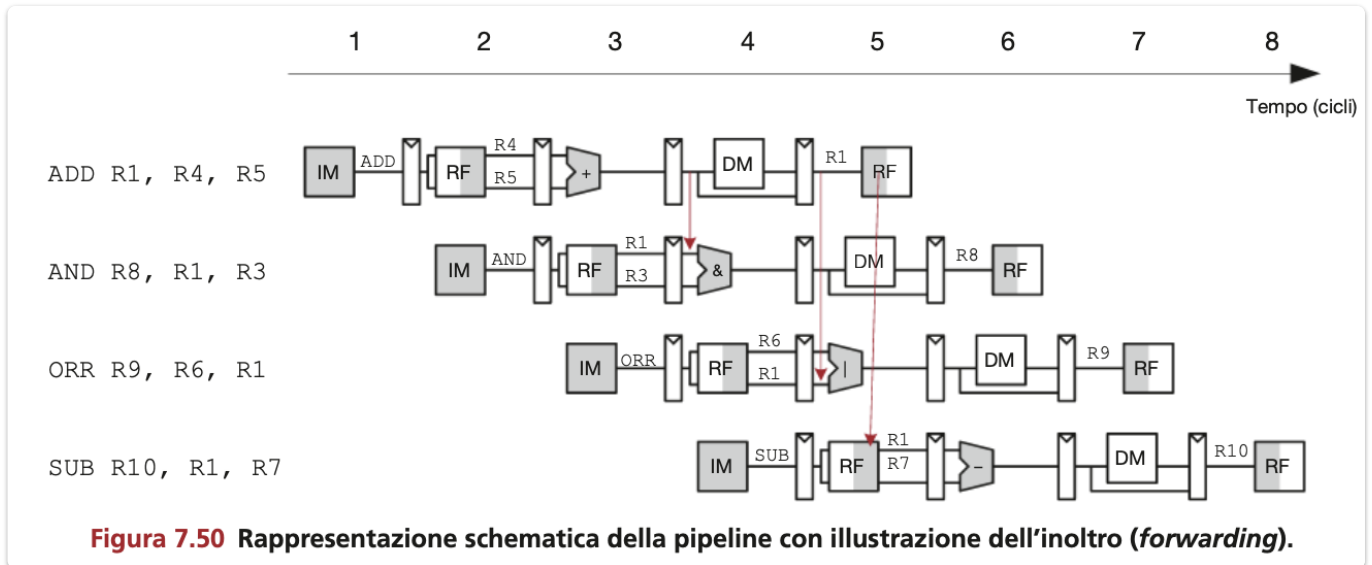 1 2 3 4 5 6 7 8
Tempo (cicli)
ADD R1, R4, R5 IM ADD RF R4 R5 + DM R1 RF
AND R8, R1, R3 IM AND RF R1 R3 & DM R8 RF
ORR R9, R6, R1 IM ORR RF R6 R1 | DM R9 RF
SUB R10, R1, R7 IM SUB RF R1 R7 - DM R10 RF
Figura 7.50 Rappresentazione schematica della pipeline con illustrazione dell'inoltro (forwarding).